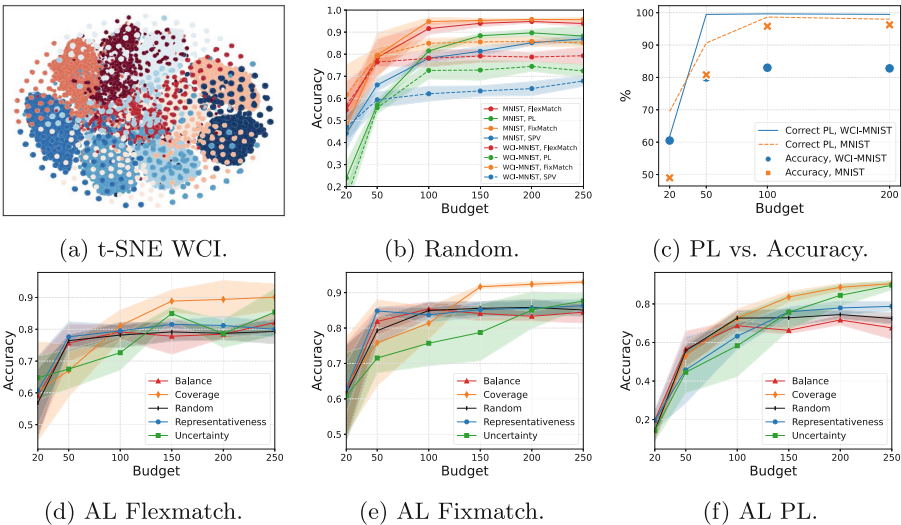 (a) t-SNE WCI.
1.0
0.9
0.8
0.7
0.6
0.5
0.4
0.3
0.2
Accuracy
MNIST, FlexMatch
MNIST, PL
MNIST, FixMatch
MNIST, SPV
WCI-MNIST, FlexMatch
WCI-MNIST, PL
WCI-MNIST, FixMatch
WCI-MNIST, SPV
20 50 100 150 200 250
Budget
(b) Random.
100
90
80
70
60
50
%
Correct PL, WCI-MNIST
Correct PL, MNIST
Accuracy, WCI-MNIST
Accuracy, MNIST
20 50 100 200
Budget
(c) PL vs. Accuracy.
0.9
0.8
0.7
0.6
0.5
Accuracy
Balance
Coverage
Random
Representativeness
Uncertainty
20 50 100 150 200 250
Budget
(d) AL Flexmatch.
0.9
0.8
0.7
0.6
0.5
Accuracy
Balance
Coverage
Random
Representativeness
Uncertainty
20 50 100 150 200 250
Budget
(e) AL Fixmatch.
0.8
0.6
0.4
0.2
Accuracy
Balance
Coverage
Random
Representativeness
Uncertainty
20 50 100 150 200 250
Budget
(f) AL PL.